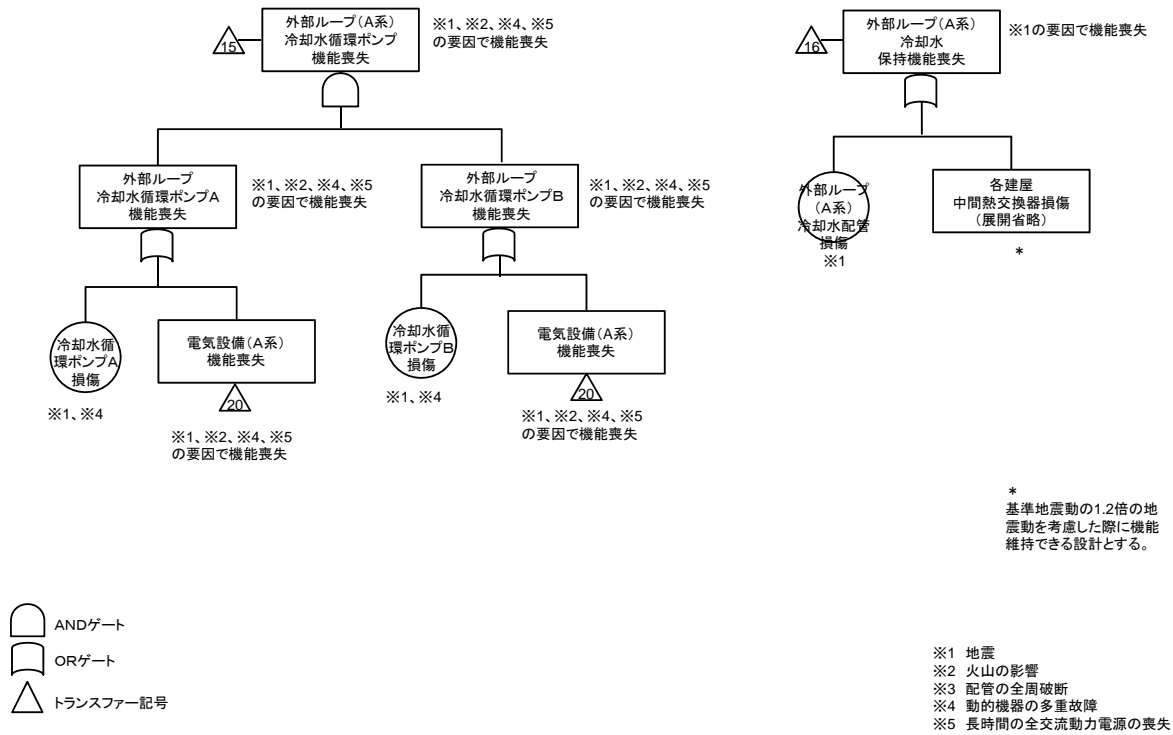 15
外部ループ(A系)
冷却水循環ポンプ
機能喪失
※1、※2、※4、※5
の要因で機能喪失
外部ループ
冷却水循環ポンプA
機能喪失
※1、※2、※4、※5
の要因で機能喪失
外部ループ
冷却水循環ポンプB
機能喪失
※1、※2、※4、※5
の要因で機能喪失
冷却水循
環ポンプA
損傷
※1、※4
電気設備(A系)
機能喪失
20
※1、※2、※4、※5
の要因で機能喪失
冷却水循
環ポンプB
損傷
※1、※4
電気設備(A系)
機能喪失
20
※1、※2、※4、※5
の要因で機能喪失
16
外部ループ(A系)
冷却水
保持機能喪失
※1の要因で機能喪失
外部ループ
(A系)
冷却水配管
損傷
※1
各建屋
中間熱交換器損傷
(展開省略)
*
*
基準地震動の1.2倍の地
震動を考慮した際に機能
維持できる設計とする。
ANDゲート
ORゲート
トランスファー記号
※1 地震
※2 火山の影響
※3 配管の全周破断
※4 動的機器の多重故障
※5 長時間の全交流動力電源の喪失